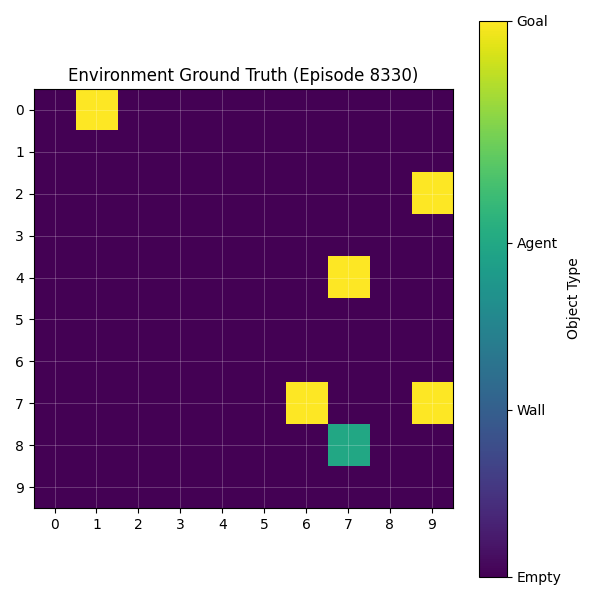 Environment Ground Truth (Episode 8330)
0
1
2
3
4
5
6
7
8
9
0 1 2 3 4 5 6 7 8 9
Goal
Agent
Wall
Empty
Object Type